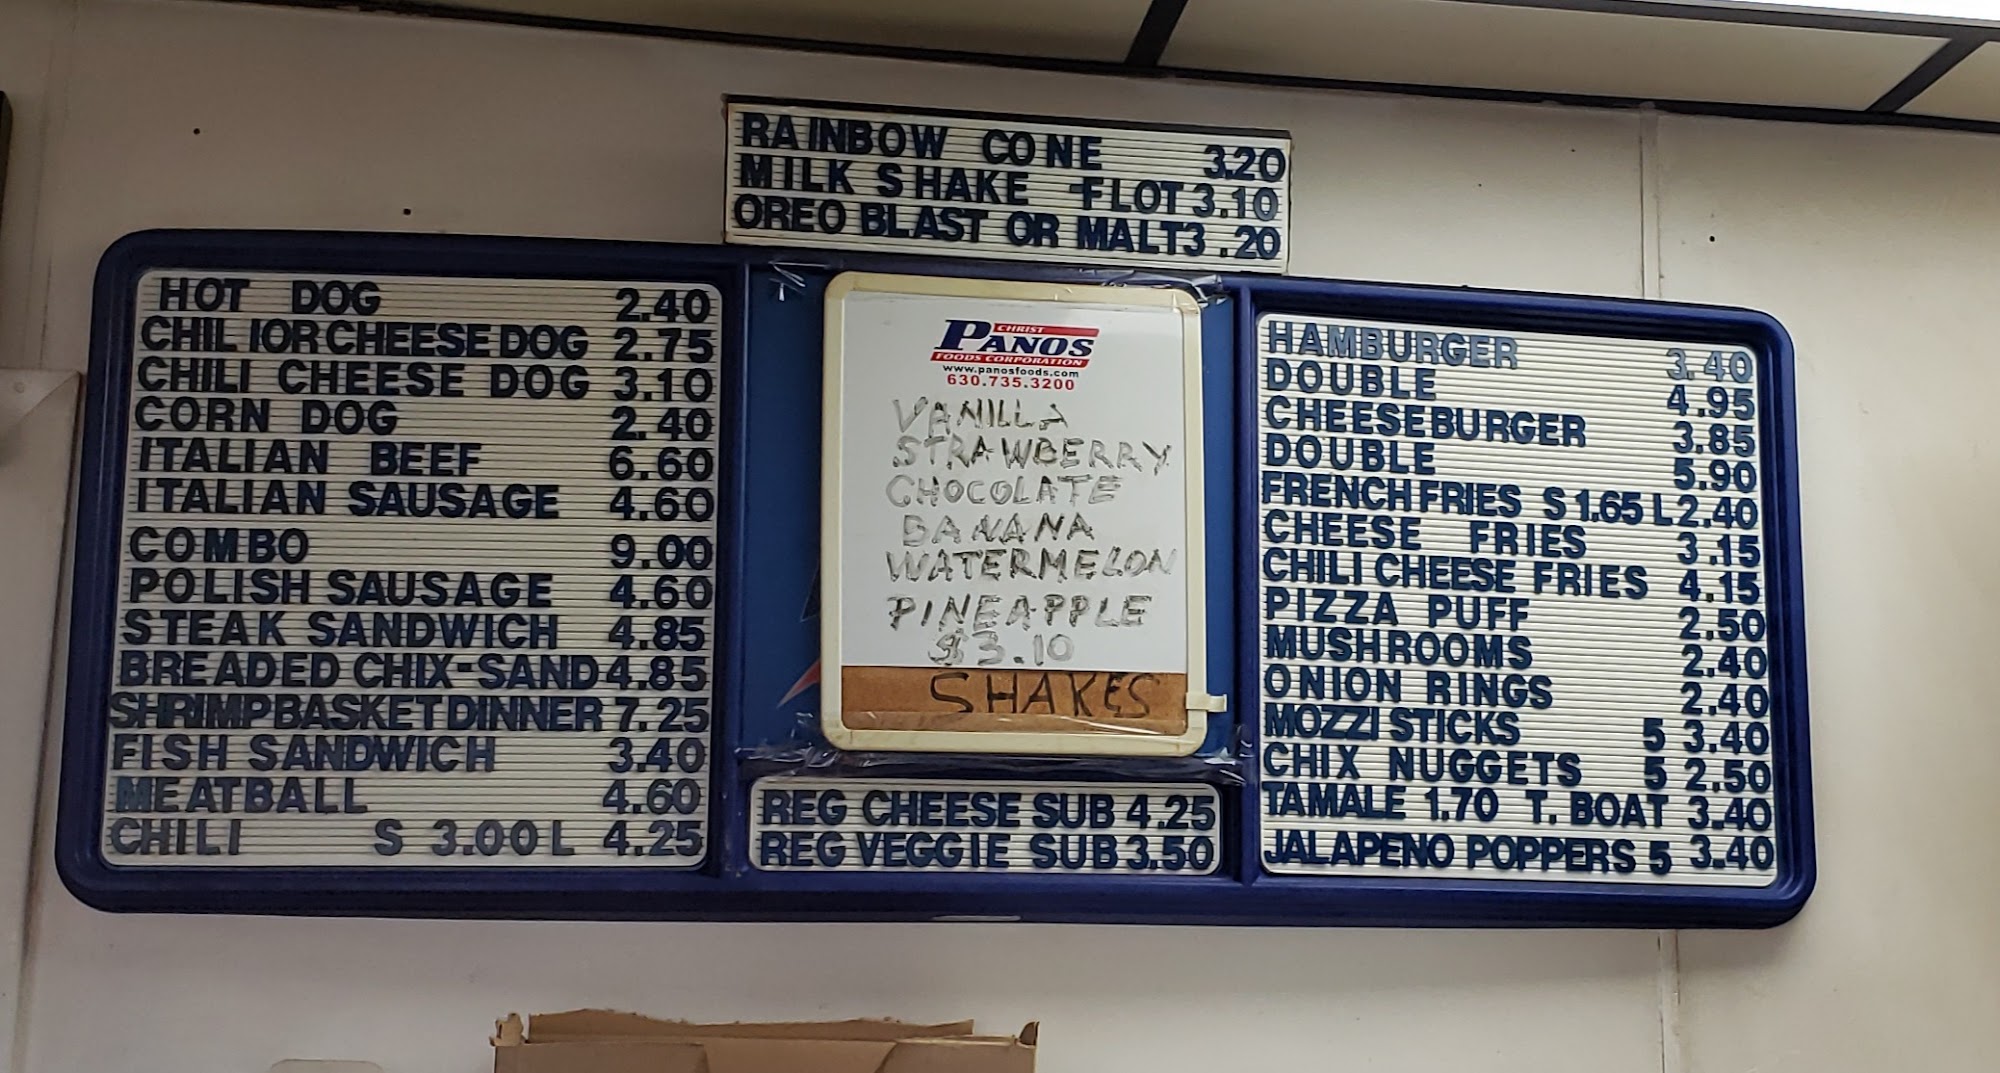 RAINBOW CONE 3.20
MILK SHAKE FLOT 3.10
OREO BLAST OR MALT 3.20
HOT DOG 2.40
CHILI OR CHEESE DOG 2.75
CHILI CHEESE DOG 3.10
CORN DOG 2.40
ITALIAN BEEF 6.60
ITALIAN SAUSAGE 4.60
COMBO 9.00
POLISH SAUSAGE 4.60
STEAK SANDWICH 4.85
BREADED CHIX-SAND 4.85
SHRIMP BASKET DINNER 7.25
FISH SANDWICH 3.40
MEATBALL 4.60
CHILI S 3.00 L 4.25
CHRIST
PANOS
FOODS CORPORATION
www.panosfoods.com
630.735.3200
VANILLA
STRAWBERRY
CHOCOLATE
BANANA
WATERMELON
PINEAPPLE
$3.10
SHAKES
REG CHEESE SUB 4.25
REG VEGGIE SUB 3.50
HAMBURGER 3.40
DOUBLE 4.95
CHEESEBURGER 3.85
DOUBLE 5.90
FRENCH FRIES S 1.65 L 2.40
CHEESE FRIES 3.15
CHILI CHEESE FRIES 4.15
PIZZA PUFF 2.50
MUSHROOMS 2.40
ONION RINGS 2.40
MOZZI STICKS 5 3.40
CHIX NUGGETS 5 2.50
TAMALE 1.70 T. BOAT 3.40
JALAPENO POPPERS 5 3.40